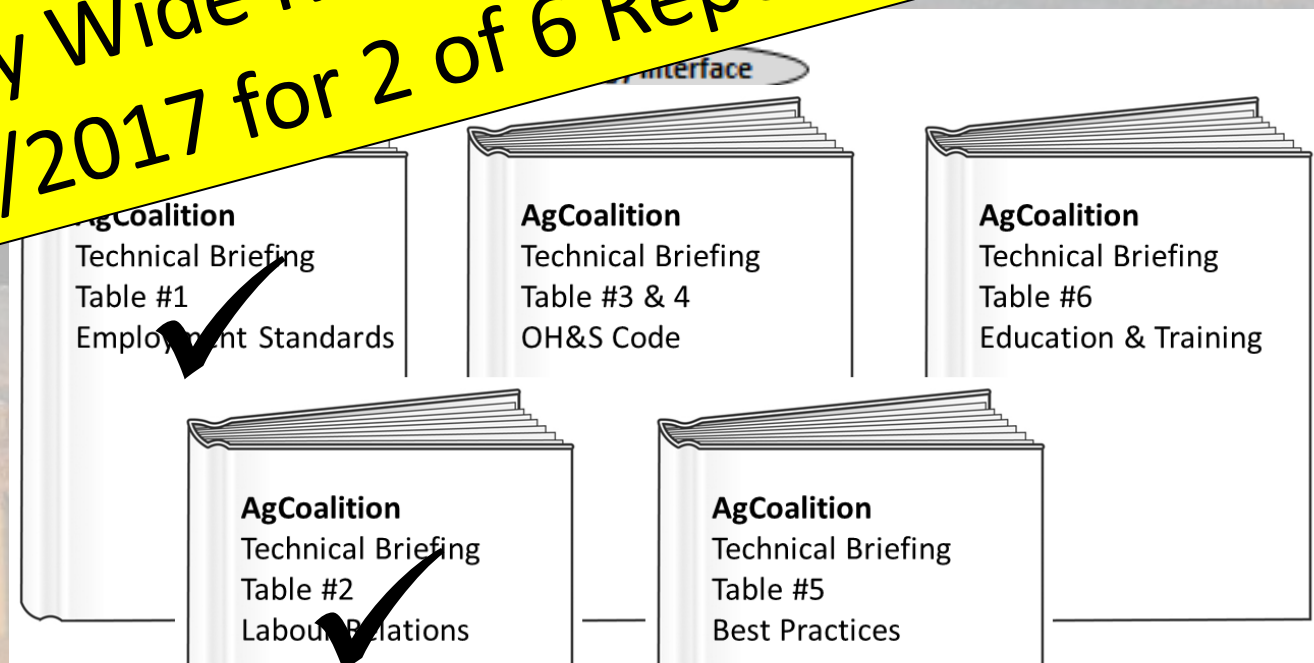 Wide
/2017 for 2 of 6
Interface
AgCoalition
Technical Briefing
Table #1
Employment Standards
AgCoalition
Technical Briefing
Table #3 & 4
OH&S Code
AgCoalition
Technical Briefing
Table #6
Education & Training
AgCoalition
Technical Briefing
Table #2
Labour Relations
AgCoalition
Technical Briefing
Table #5
Best Practices